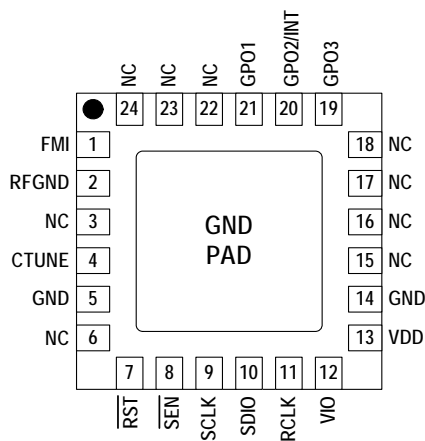 NC
NC
NC
GPO1
GPO2/INT
GPO3
24 23 22 21 20 19
FMI 1
RFGND 2
NC 3
CTUNE 4
GND 5
NC 6
GND
PAD
18 NC
17 NC
16 NC
15 NC
14 GND
13 VDD
7 8 9 10 11 12
RST
SEN
SCLK
SDIO
RCLK
VIO